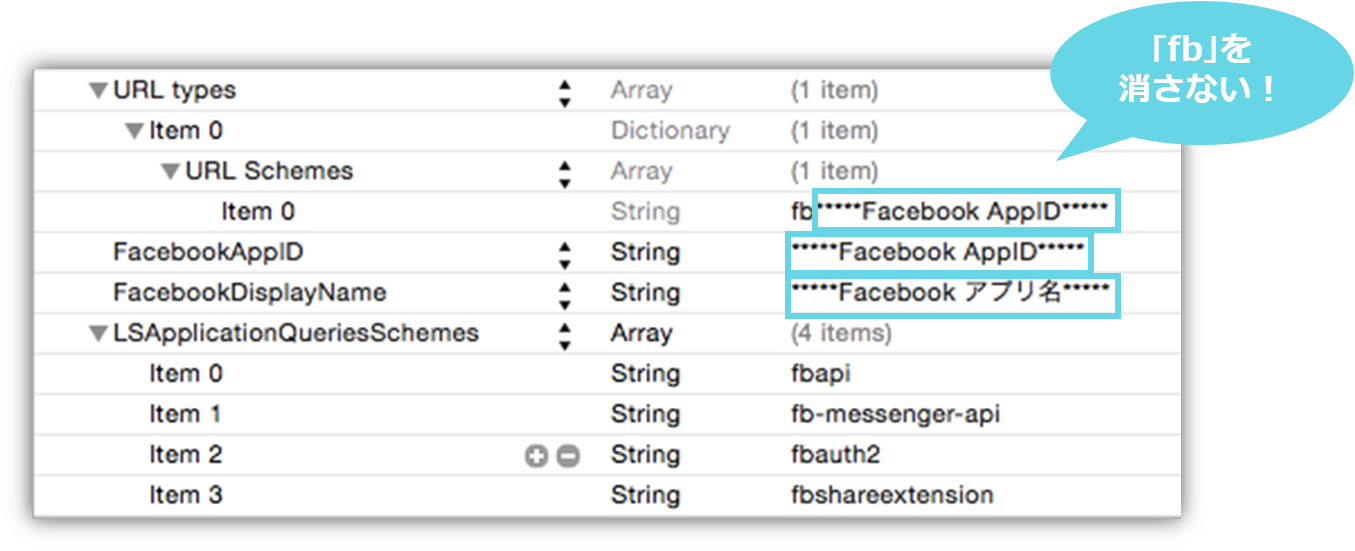 「fb」を
消さない！
URL types Array (1 item)
Item 0 Dictionary (1 item)
URL Schemes Array (1 item)
Item 0 String fb*****Facebook AppID*****
FacebookAppID String *****Facebook AppID*****
FacebookDisplayName String *****Facebook アプリ名*****
LSApplicationQueriesSchemes Array (4 items)
Item 0 String fbapi
Item 1 String fb-messenger-api
Item 2 String fbauth2
Item 3 String fbshareextension